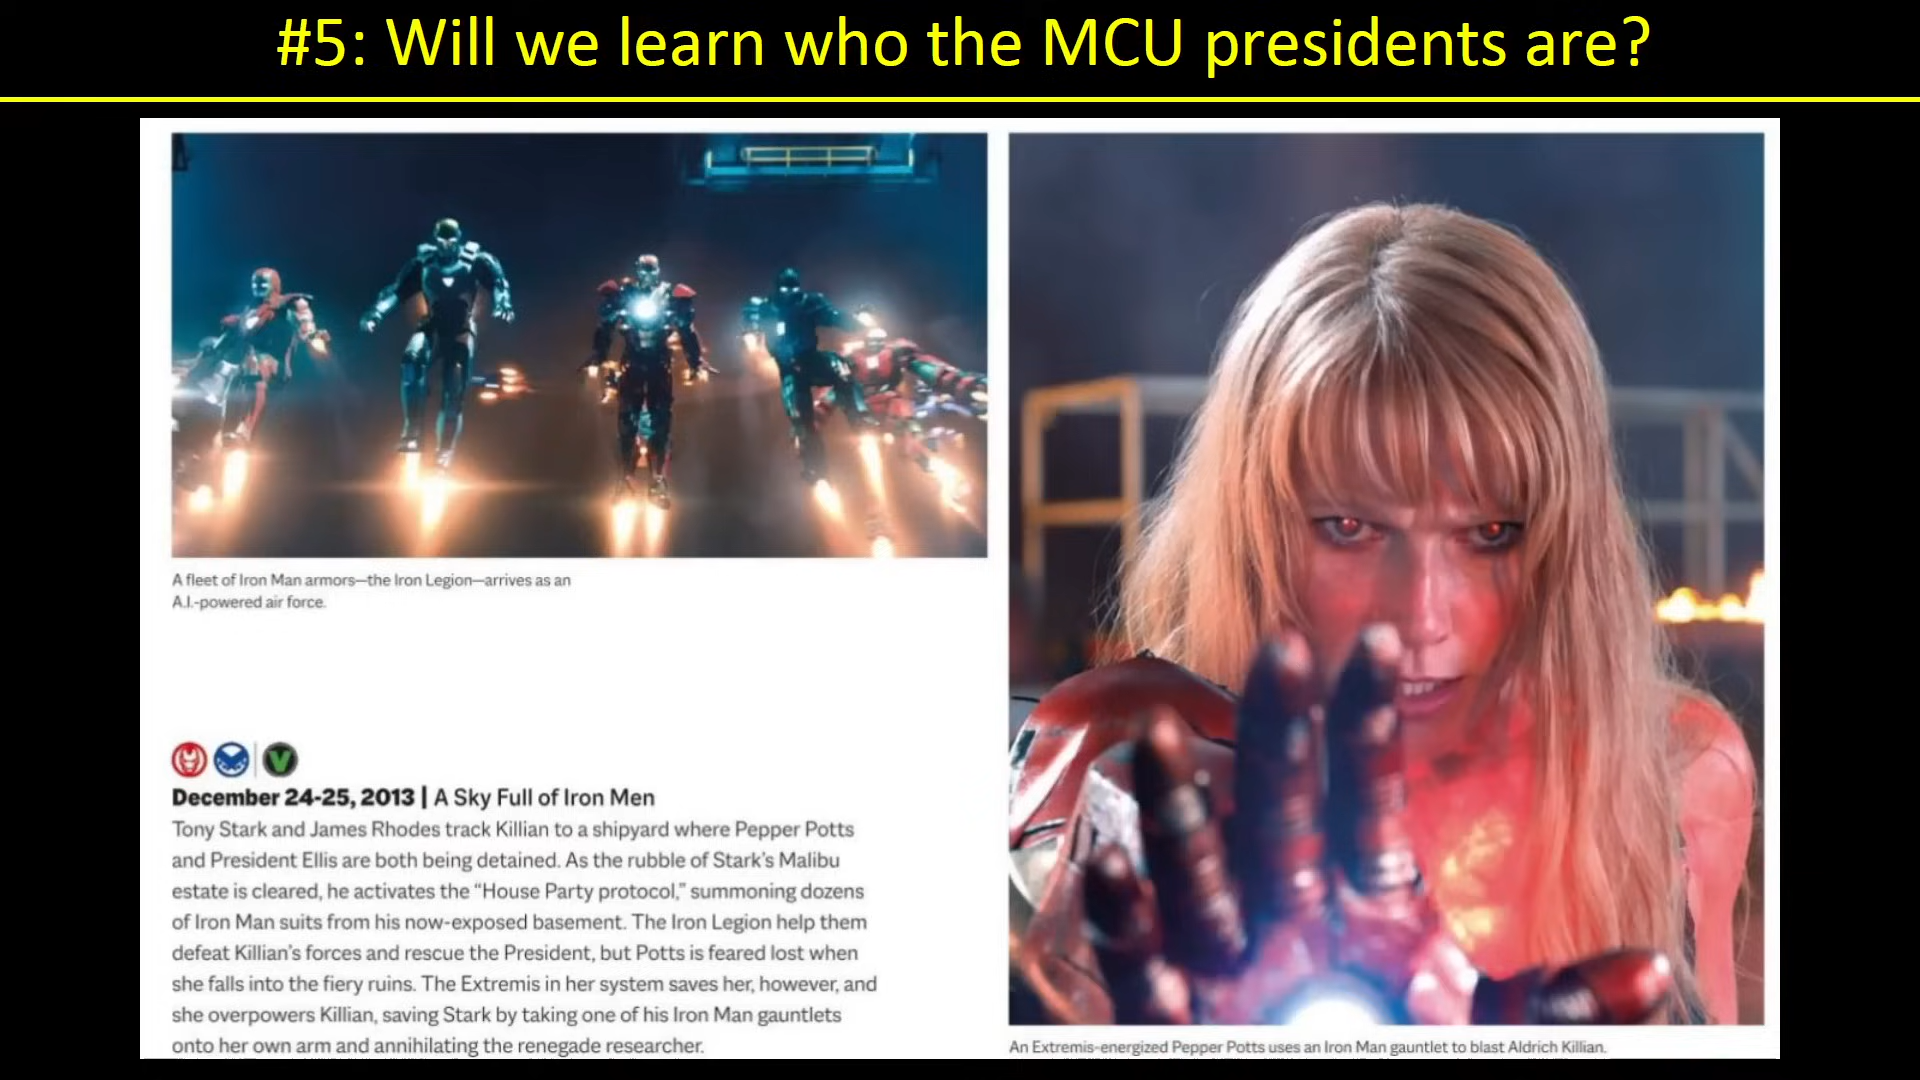 #5: Will we learn who the MCU presidents are?
A fleet of Iron Man armors—the Iron Legion—arrives as an
A.I.-powered air force.
V
December 24-25, 2013 | A Sky Full of Iron Men
Tony Stark and James Rhodes track Killian to a shipyard where Pepper Potts
and President Ellis are both being detained. As the rubble of Stark's Malibu
estate is cleared, he activates the “House Party protocol,” summoning dozens
of Iron Man suits from his now-exposed basement. The Iron Legion help them
defeat Killian's forces and rescue the President, but Potts is feared lost when
she falls into the fiery ruins. The Extremis in her system saves her, however, and
she overpowers Killian, saving Stark by taking one of his Iron Man gauntlets
onto her own arm and annihilating the renegade researcher.
An Extremis-energized Pepper Potts uses an Iron Man gauntlet to blast Aldrich Killian.